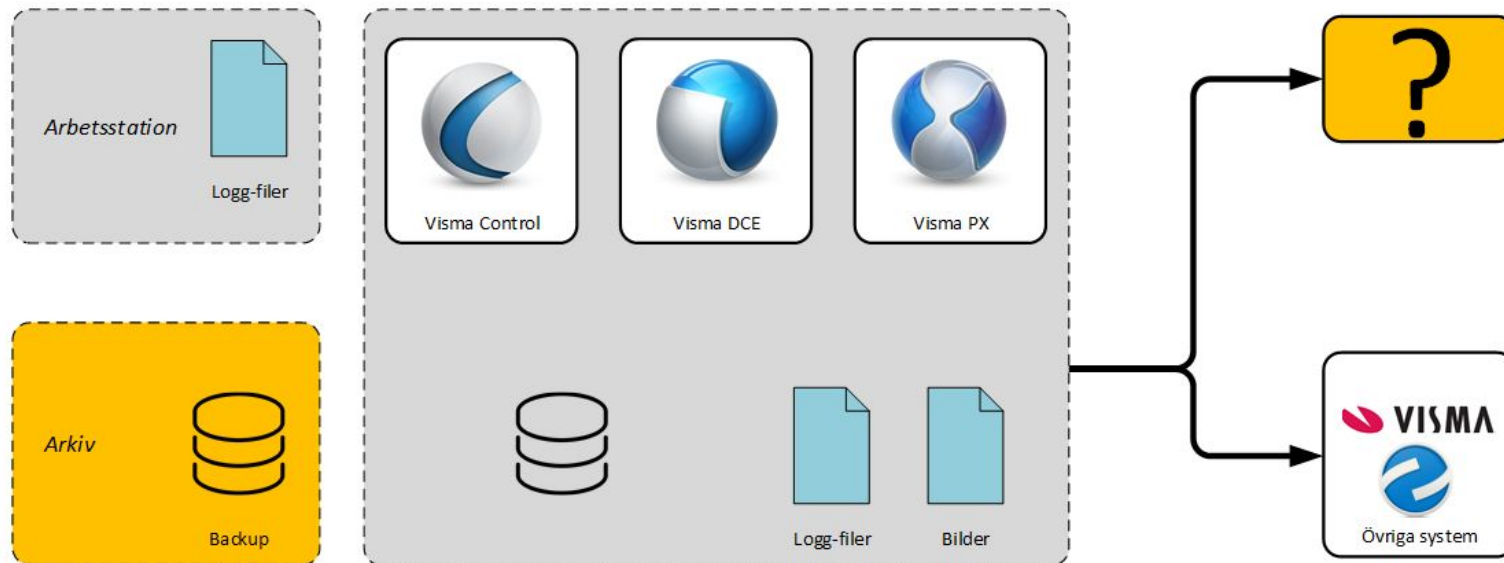 Arbetsstation
Logg-filer
Visma Control
Visma DCE
Visma PX
?
Arkiv
Backup
Logg-filer
Bilder
VISMA
Övriga system